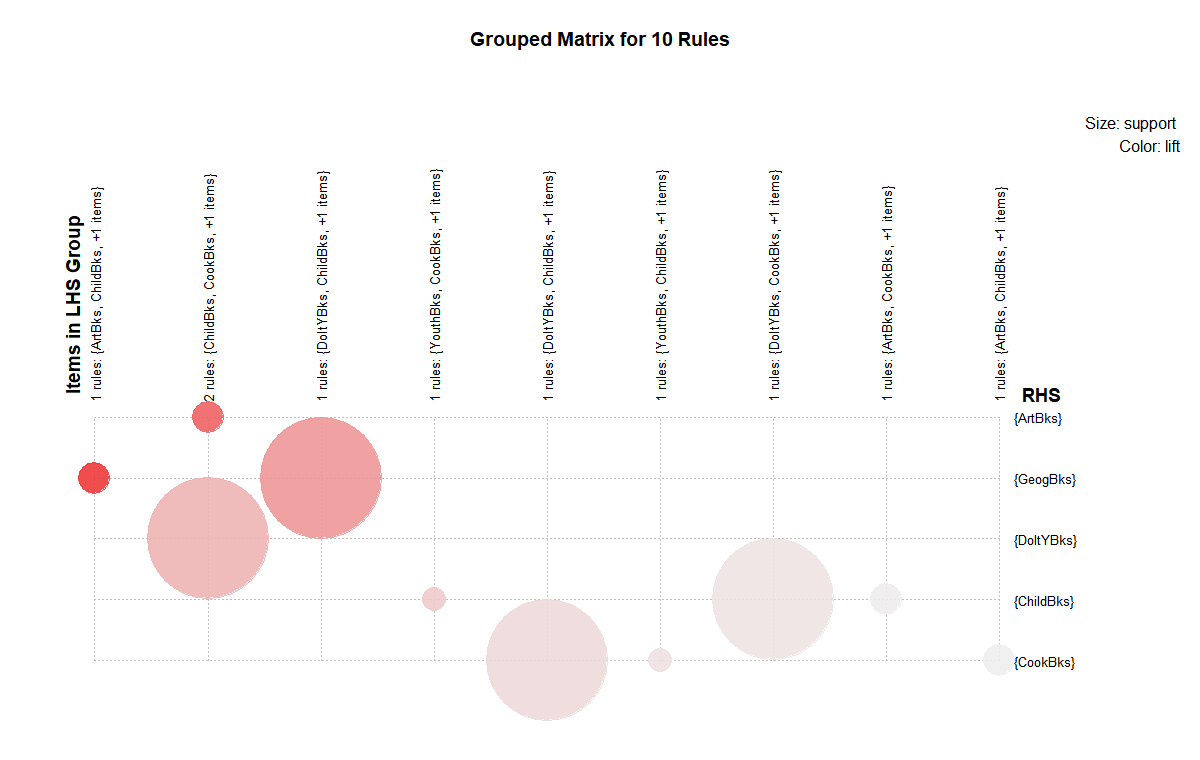 Grouped Matrix for 10 Rules
Size: support
Color: lift
Items in LHS Group
1 rules: {ArtBks, ChildBks, +1 items}
2 rules: {ChildBks, CookBks, +1 items}
1 rules: {DoItYBks, ChildBks, +1 items}
1 rules: {YouthBks, CookBks, +1 items}
1 rules: {DoItYBks, ChildBks, +1 items}
1 rules: {YouthBks, ChildBks, +1 items}
1 rules: {DoItYBks, CookBks, +1 items}
1 rules: {ArtBks, CookBks, +1 items}
1 rules: {ArtBks, ChildBks, +1 items}
RHS
{ArtBks}
{GeogBks}
{DoItYBks}
{ChildBks}
{CookBks}